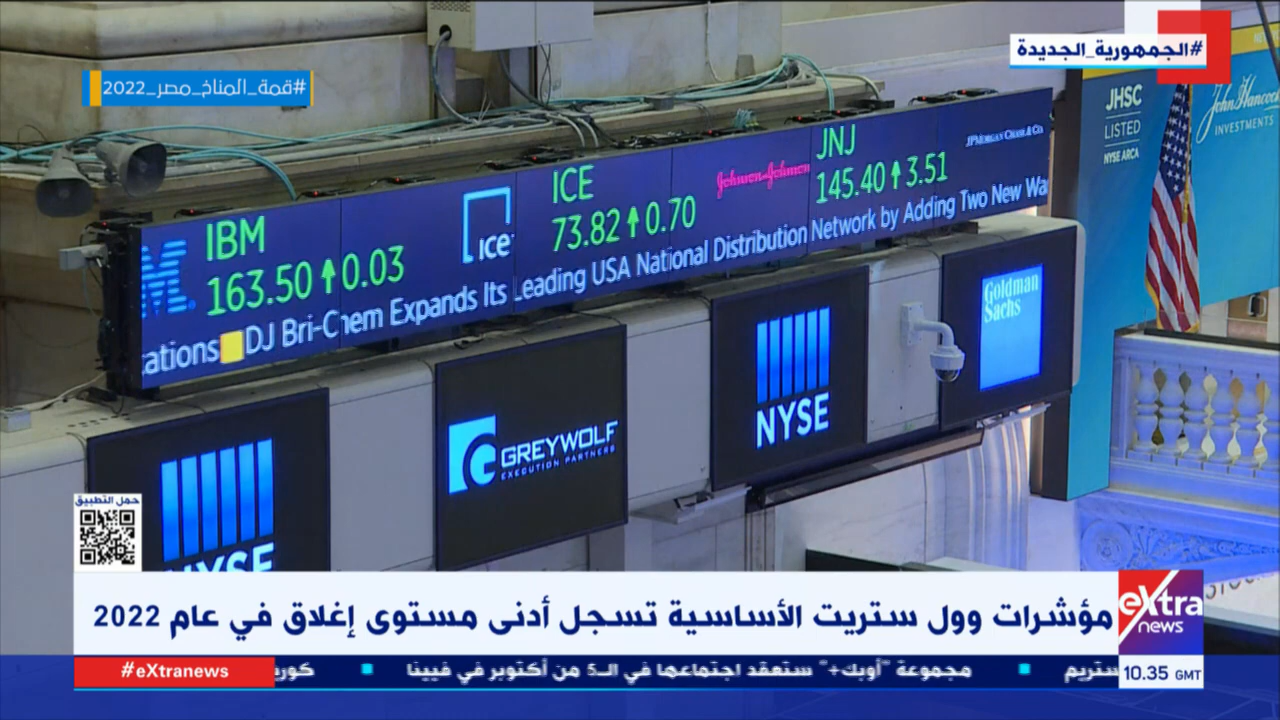 #الجمهورية_الجديدة
#قمة_المناخ_مصر_2022
JHSC
LISTED
NYSE ARCA
John Hancock
INVESTMENTS
IBM
163.50 ↑ 0.03
ice
ICE
73.82 ↑ 0.70
Johnson & Johnson
JNJ
145.40 ↑ 3.51
JPMORGAN CHASE & CO.
ations DJ Bri-Chem Expands Its Leading USA National Distribution Network by Adding Two New Wa
NYSE
GREYWOLF
EXECUTION PARTNERS
NYSE
Goldman
Sachs
حمل التطبيق
مؤشرات وول ستريت الأساسية تسجل أدنى مستوى إغلاق في عام 2022
eXtra
news
#eXtranews
ستريم ■ مجموعة "أوبك+" ستعقد اجتماعها في الـ5 من أكتوبر في فيينا ■ كوري
10.35 GMT